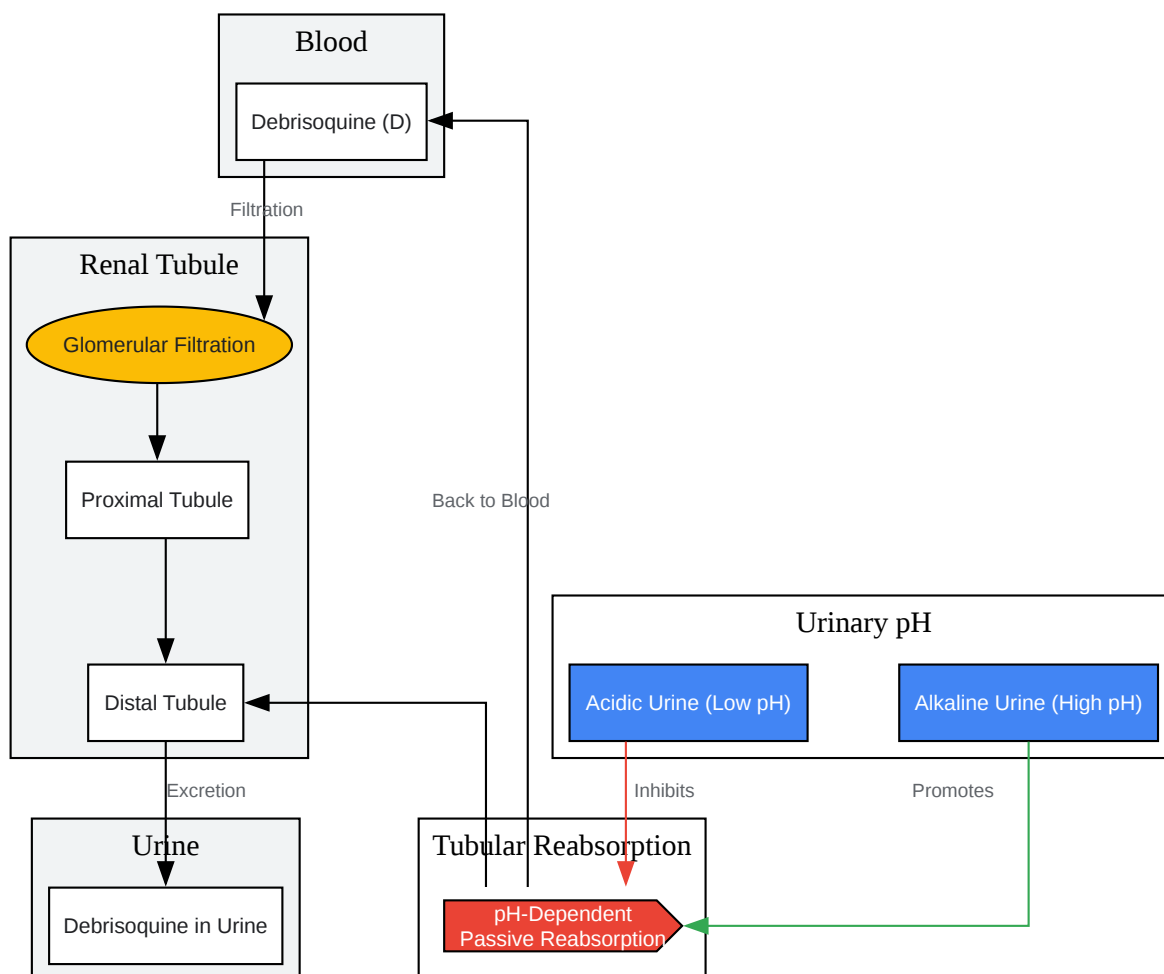 Blood
Debrisoquine (D)
Filtration
Renal Tubule
Glomerular Filtration
Proximal Tubule
Back to Blood
Urinary pH
Distal Tubule
Acidic Urine (Low pH)
Alkaline Urine (High pH)
Excretion
Inhibits
Promotes
Urine
Tubular Reabsorption
Debrisoquine in Urine
pH-Dependent
Passive Reabsorption